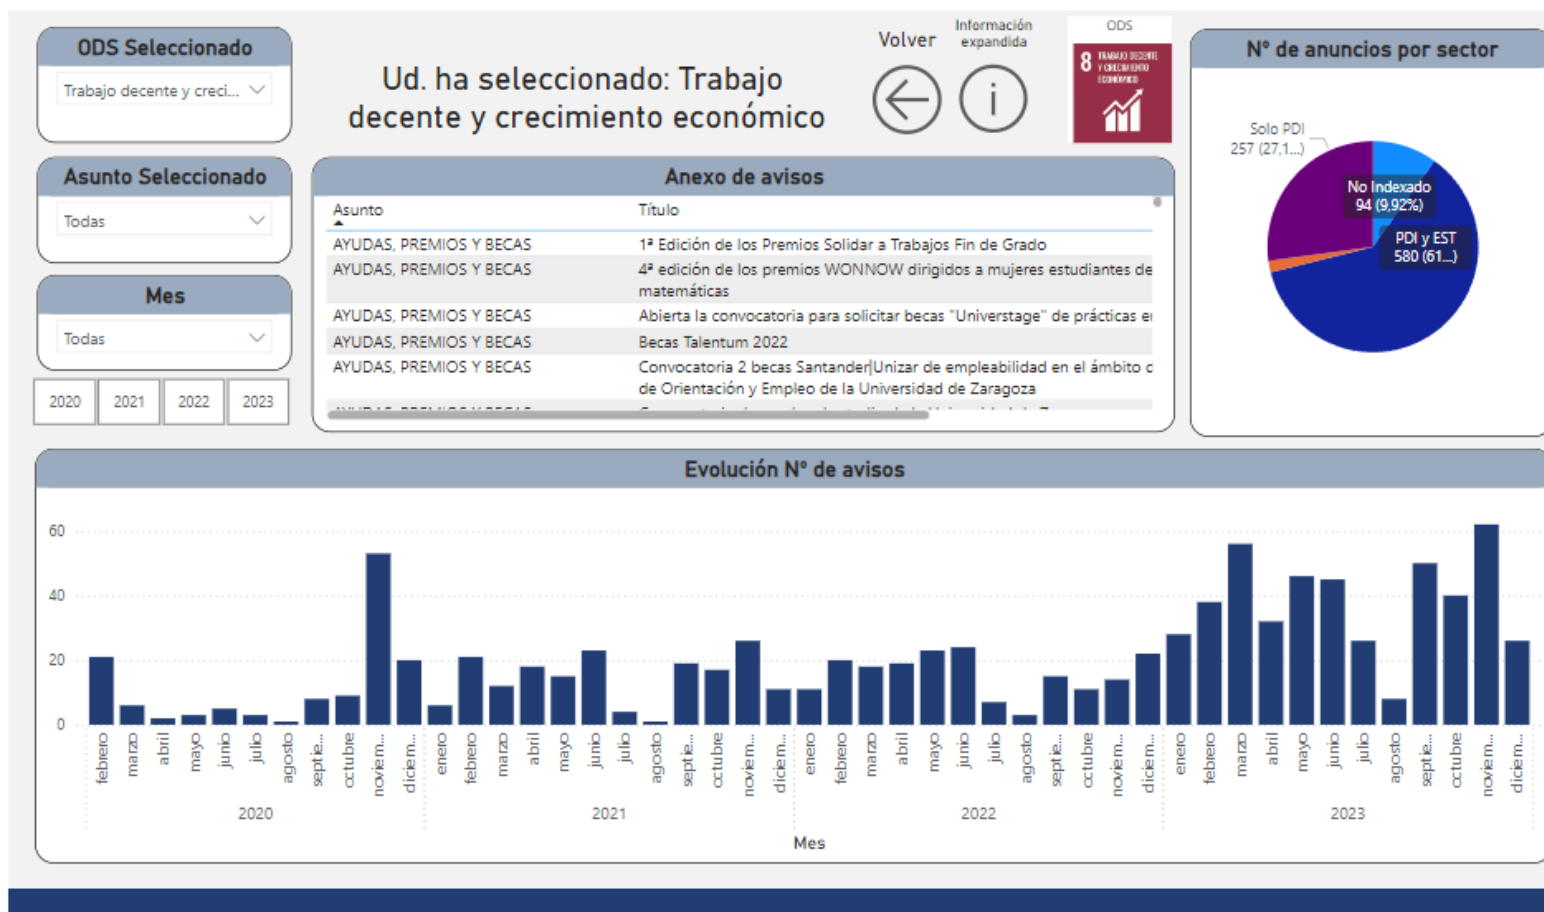 ODS Seleccionado
Trabajo decente y creci...
Ud. ha seleccionado: Trabajo
decente y crecimiento económico
Volver
Información
expandida
ODS
8 TRABAJO DECENTE
Y CRECIMIENTO
ECONÓMICO
Nº de anuncios por sector
Solo PDI
257 (27,1...)
No Indexado
94 (9,92%)
PDI y EST
580 (61...)
Asunto Seleccionado
Todas
Mes
Todas
2020 2021 2022 2023
Anexo de avisos
Asunto Título
AYUDAS, PREMIOS Y BECAS 1ª Edición de los Premios Solidar a Trabajos Fin de Grado
AYUDAS, PREMIOS Y BECAS 4ª edición de los premios WONNOW dirigidos a mujeres estudiantes de
matemáticas
AYUDAS, PREMIOS Y BECAS Abierta la convocatoria para solicitar becas "Universtage" de prácticas
AYUDAS, PREMIOS Y BECAS Becas Talentum 2022
AYUDAS, PREMIOS Y BECAS Convocatoria 2 becas Santander|Unizar de empleabilidad en el ámbito
de Orientación y Empleo de la Universidad de Zaragoza
Evolución Nº de avisos
60
40
20
0
febrero marzo abril mayo junio julio agosto septie... octubre noviem... diciem... enero febrero marzo abril mayo junio julio agosto septie... octubre noviem... diciem... enero febrero marzo abril mayo junio julio agosto septie... octubre noviem... diciem... enero febrero marzo abril mayo junio julio agosto septie... octubre noviem... diciem...
2020 2021 2022 2023
Mes